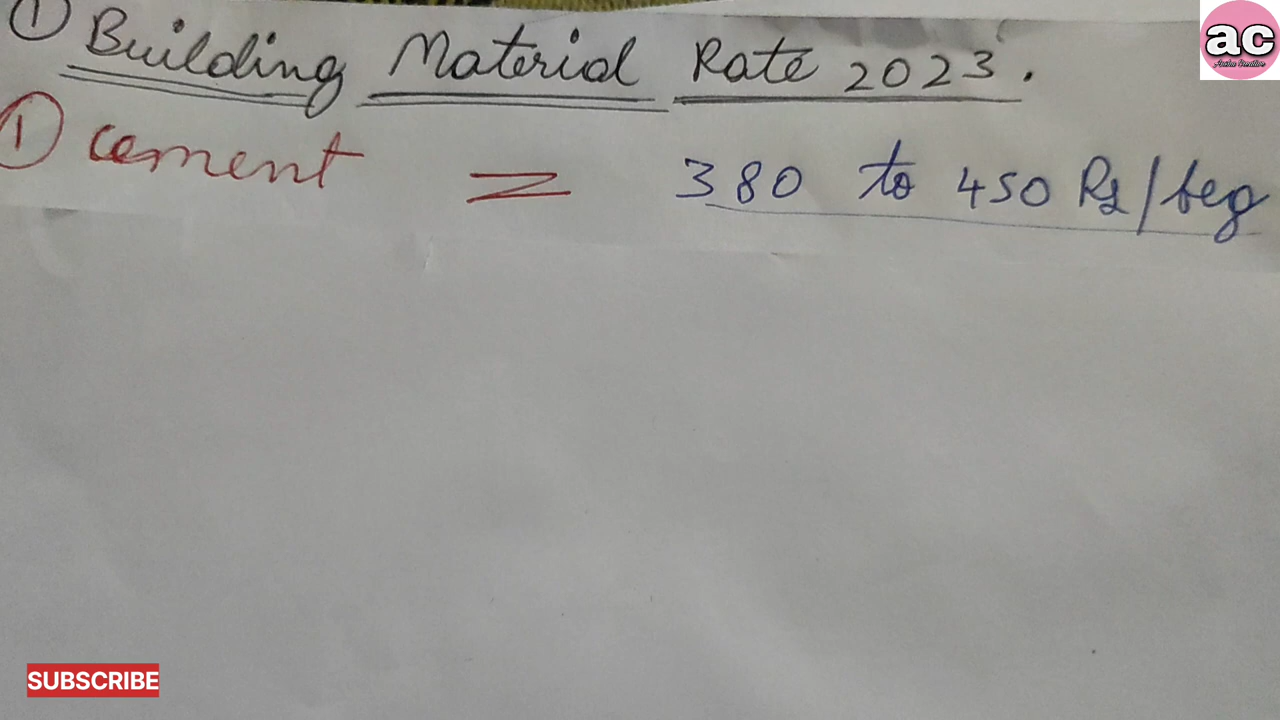 ① Building Material Rate 2023.
ac
① cement = 380 to 450 Rs/beg
SUBSCRIBE